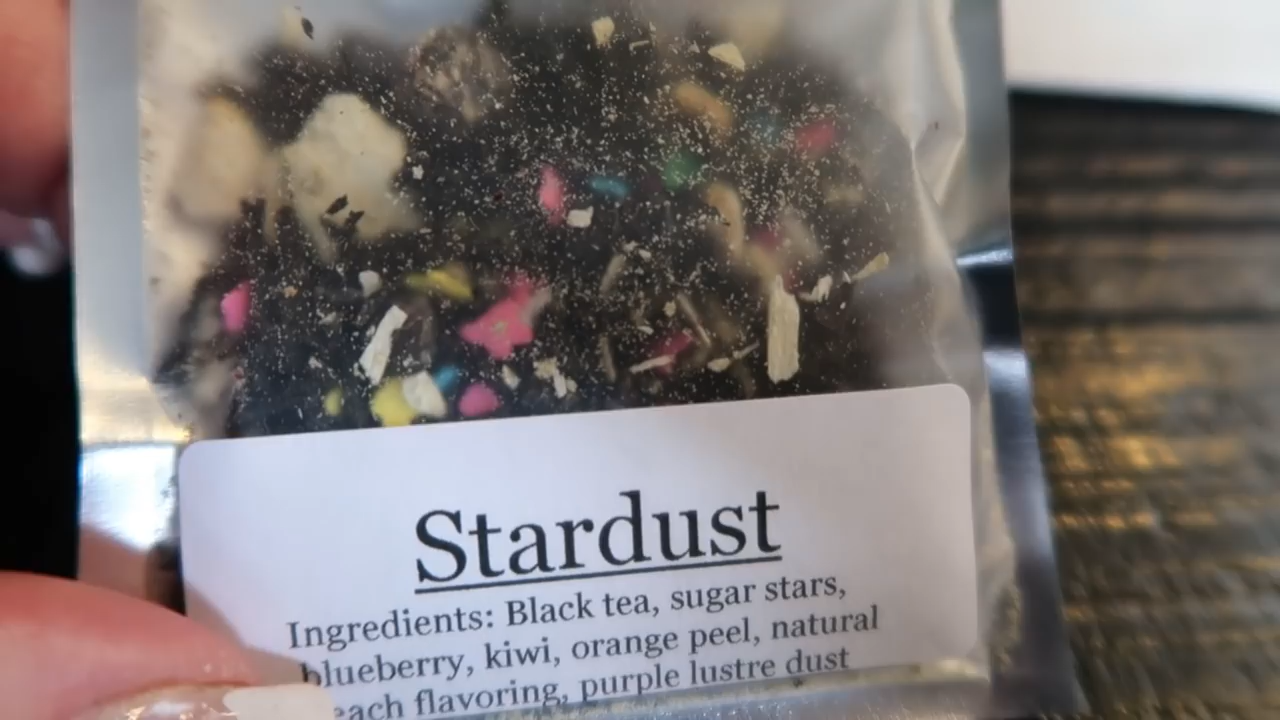 Stardust
Ingredients: Black tea, sugar stars,
blueberry, kiwi, orange peel, natural
each flavoring, purple lustre dust